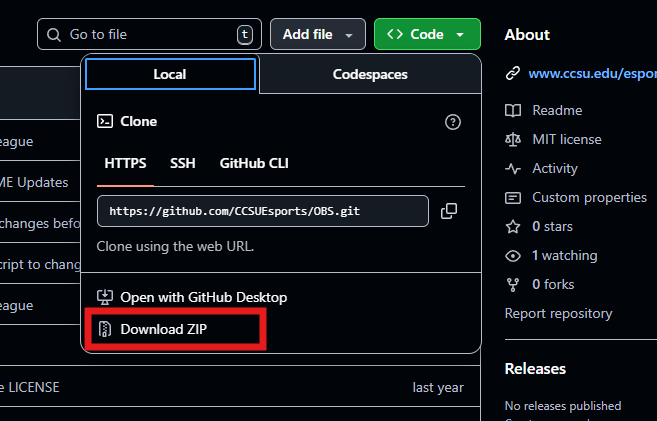 Go to file
t
Add file
<> Code
About
Local
Codespaces
www.ccsu.edu/espor
Clone
Readme
HTTPS
SSH
GitHub CLI
MIT license
eague
Activity
ME Updates
Custom properties
https://github.com/CCSUEsports/OBS.git
changes befo
0 stars
Clone using the web URL.
1 watching
cript to chang
0 forks
Open with GitHub Desktop
eague
Report repository
Download ZIP
Releases
e LICENSE
last year
No releases published